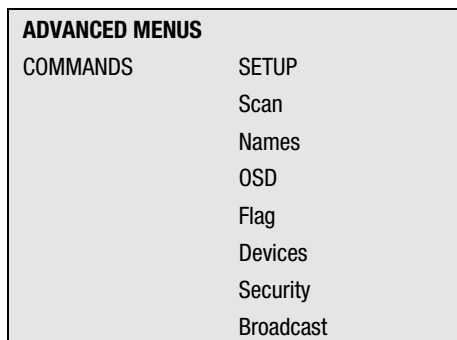 ADVANCED MENUS
COMMANDS SETUP
Scan
Names
OSD
Flag
Devices
Security
Broadcast